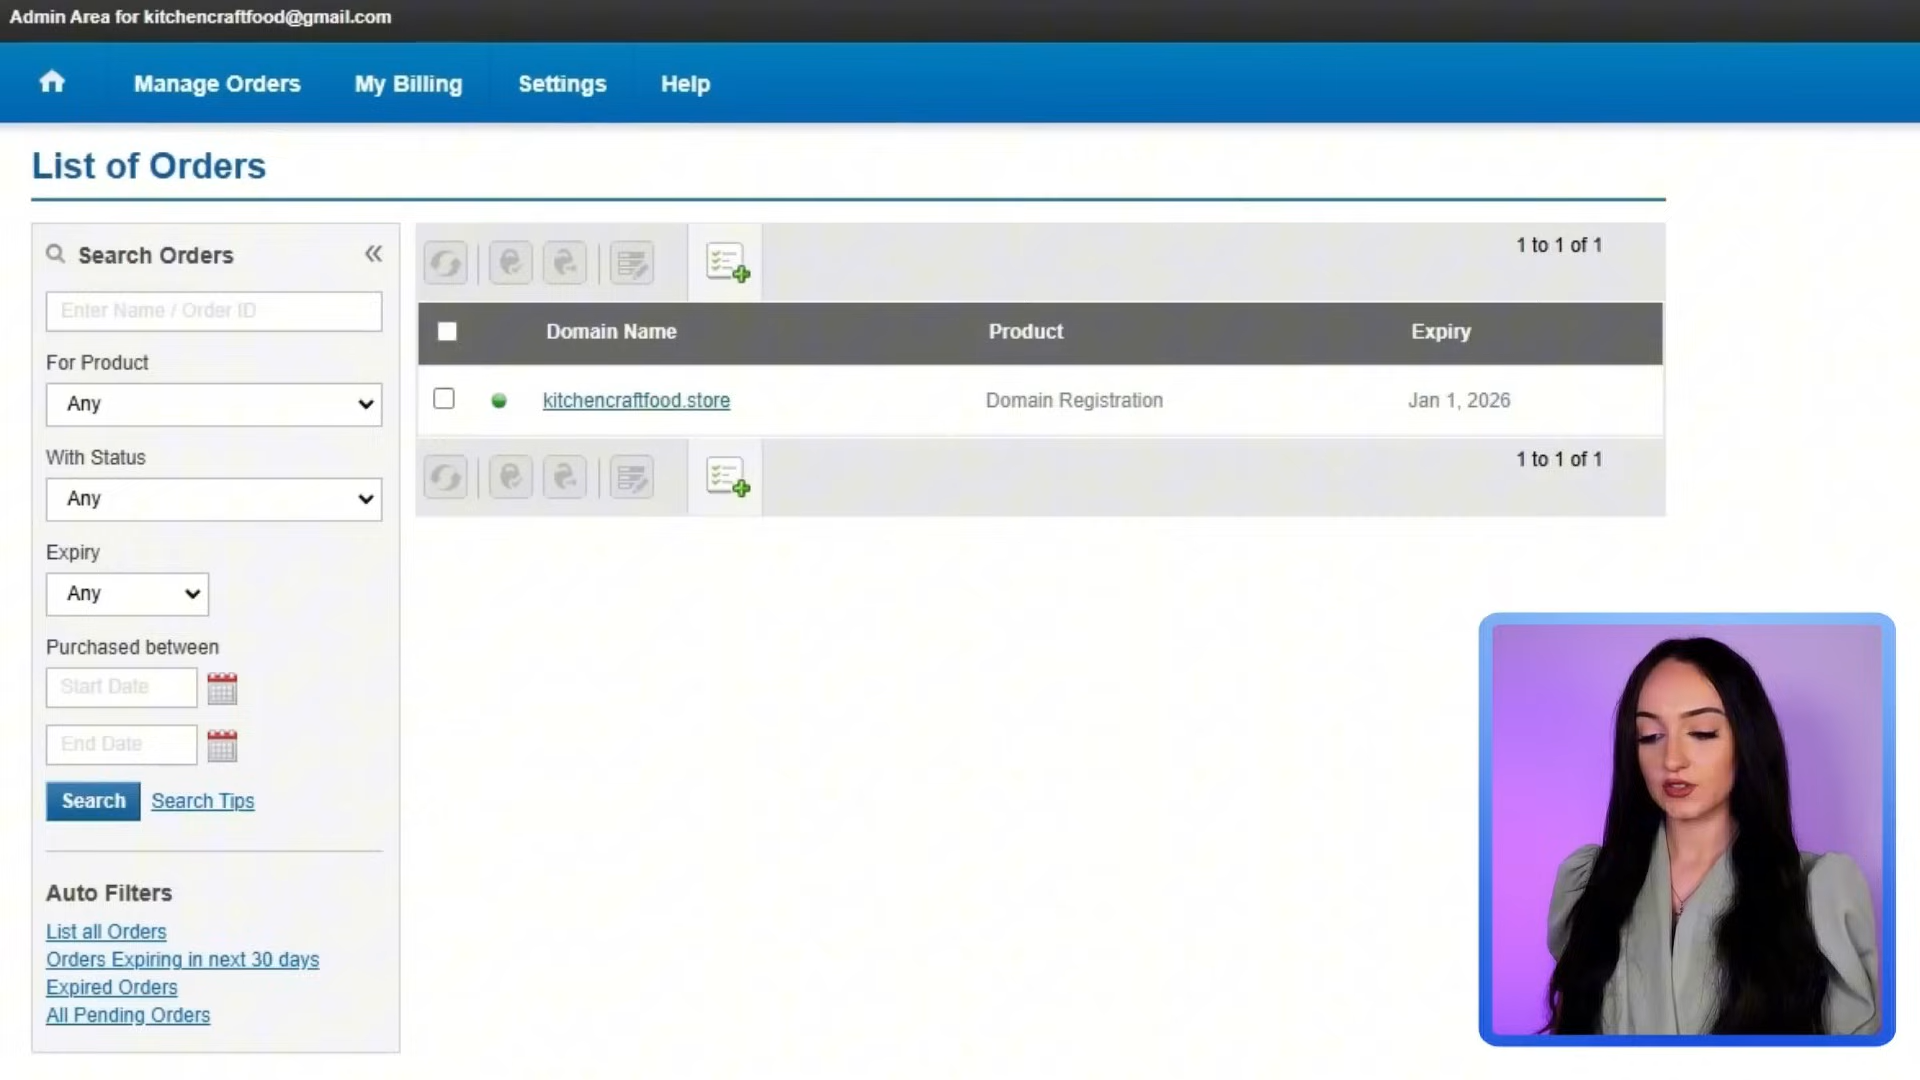 Admin Area for kitchencraftfood@gmail.com
Manage Orders
My Billing
Settings
Help
List of Orders
Search Orders
Enter Name / Order ID
For Product
Any
With Status
Any
Expiry
Any
Purchased between
Start Date
End Date
Search
Search Tips
Auto Filters
List all Orders
Orders Expiring in next 30 days
Expired Orders
All Pending Orders
1 to 1 of 1
Domain Name
Product
Expiry
kitchencraftfood.store
Domain Registration
Jan 1, 2026
1 to 1 of 1